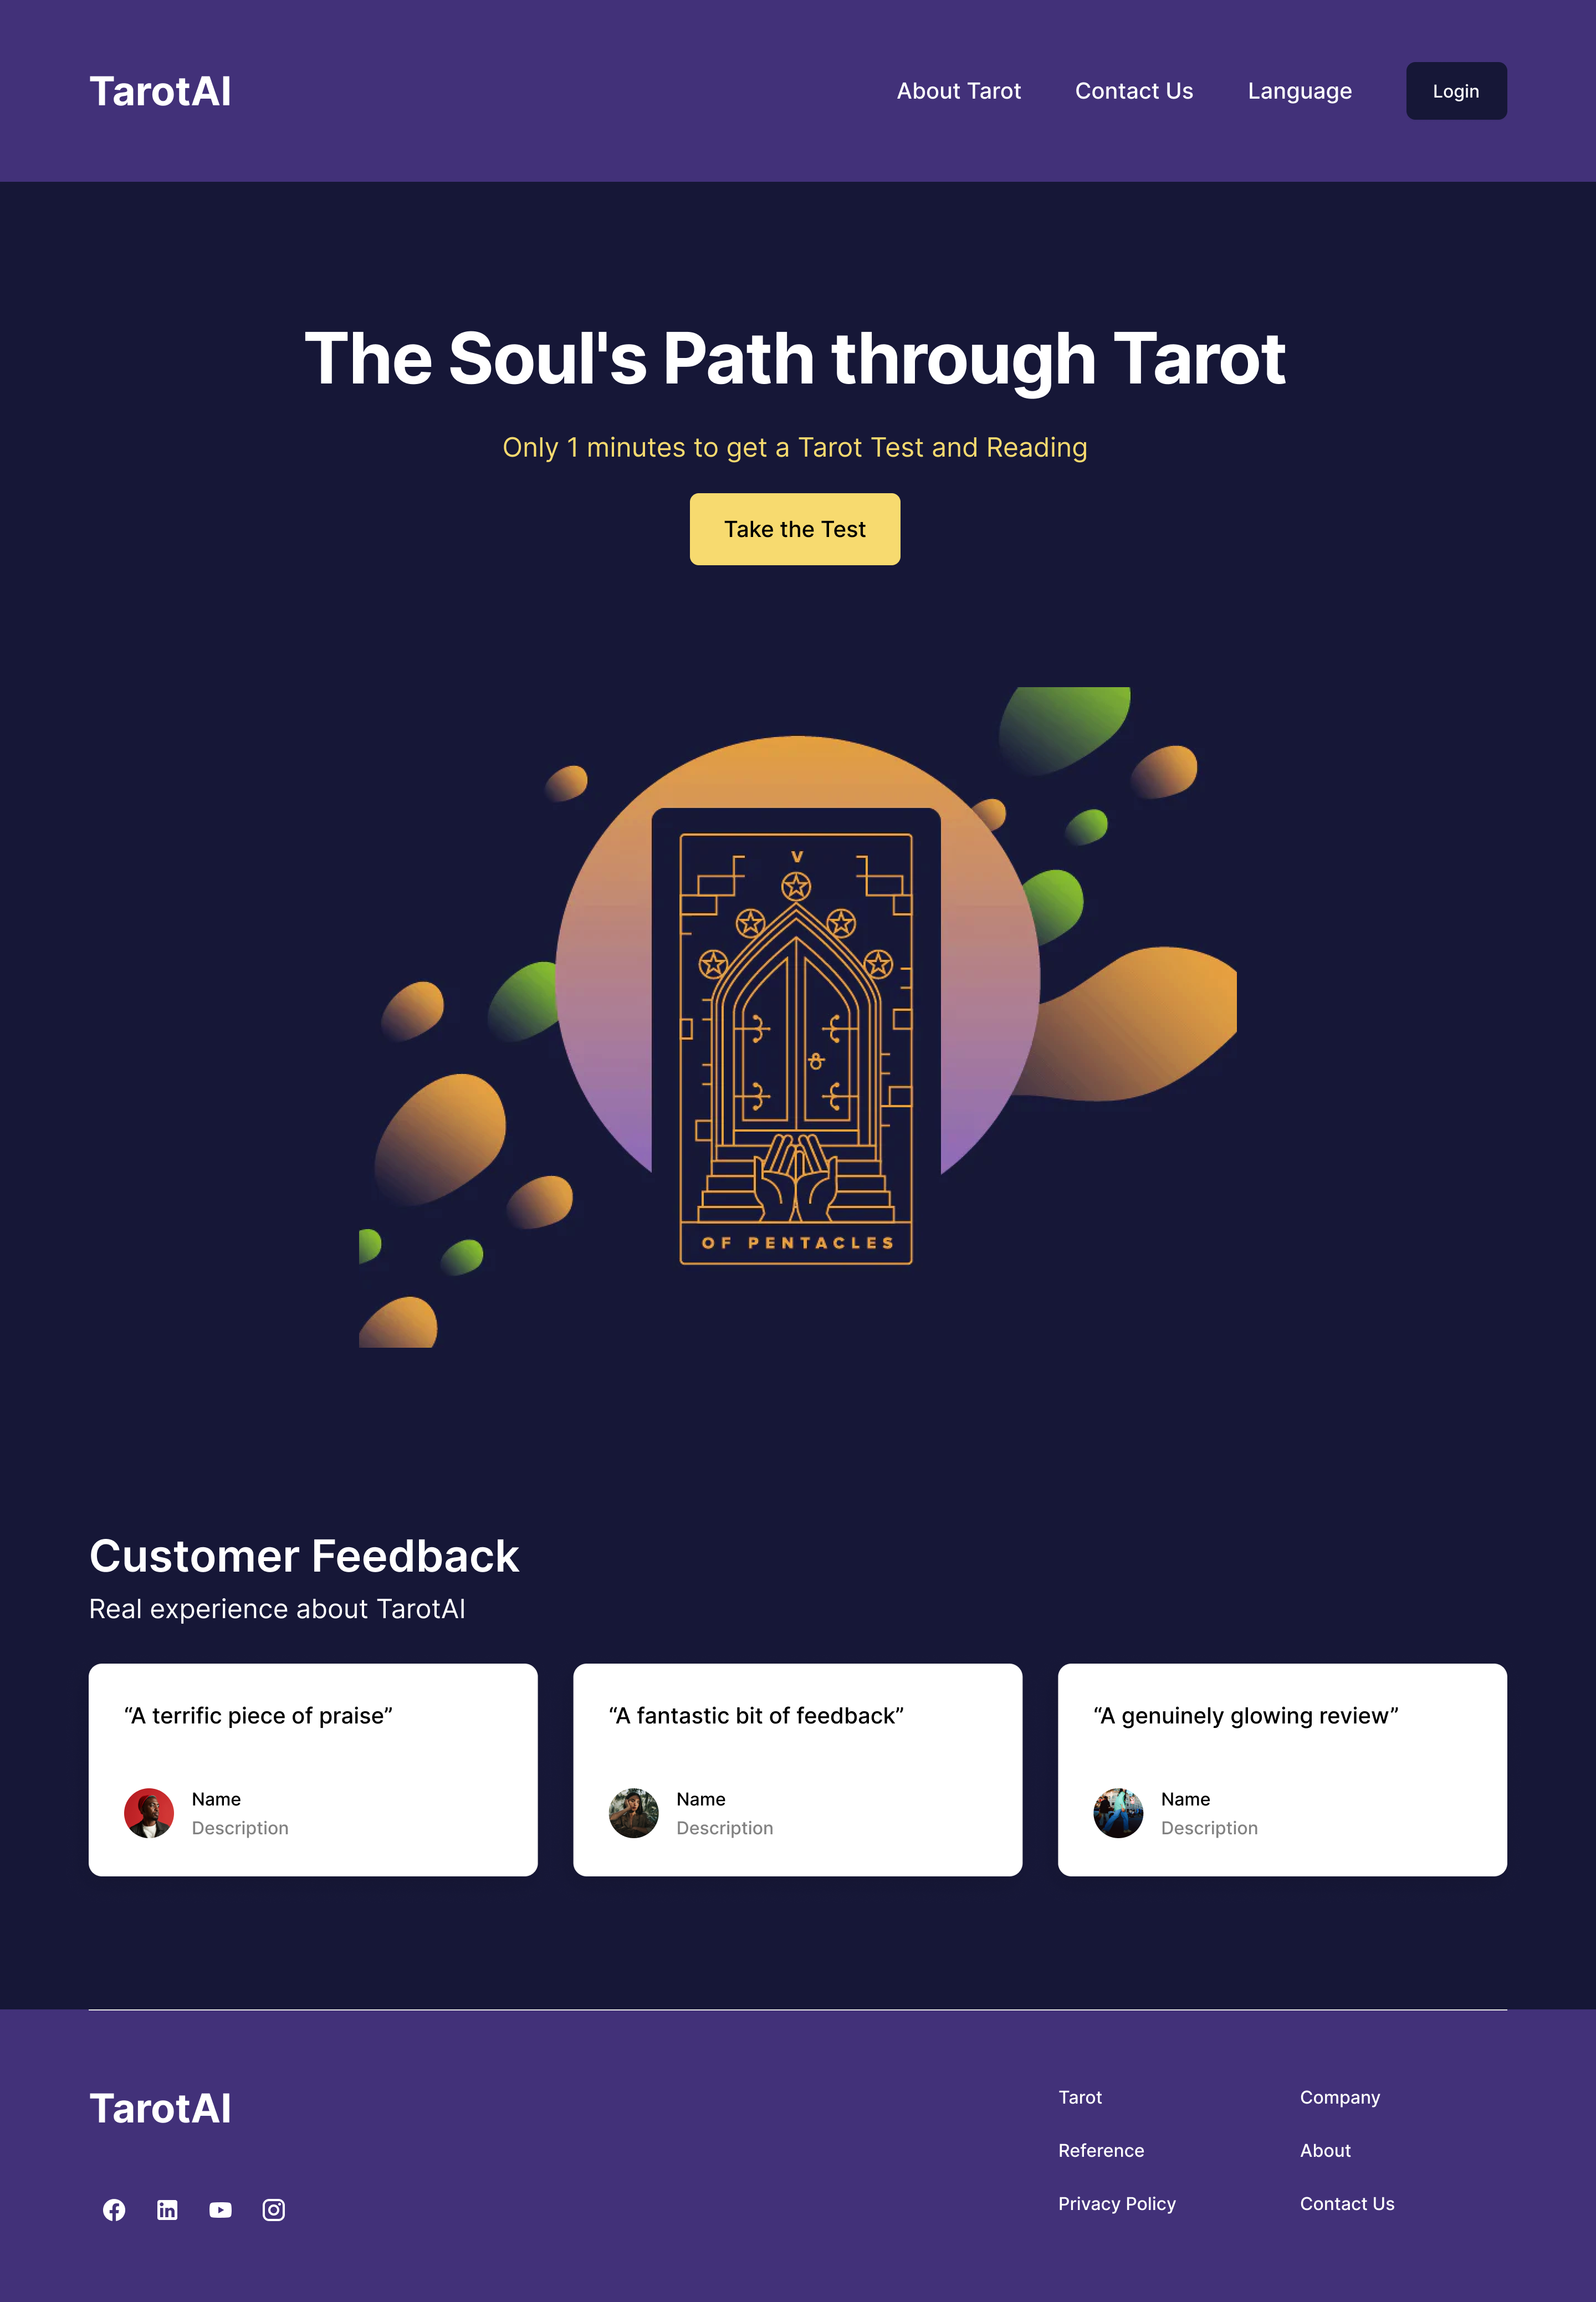 TarotAI
About Tarot
Contact Us
Language
Login
The Soul's Path through Tarot
Only 1 minutes to get a Tarot Test and Reading
Take the Test
V
OF PENTACLES
Customer Feedback
Real experience about TarotAI
“A terrific piece of praise”
Name
Description
“A fantastic bit of feedback”
Name
Description
“A genuinely glowing review”
Name
Description
TarotAI
Tarot
Reference
Privacy Policy
Company
About
Contact Us